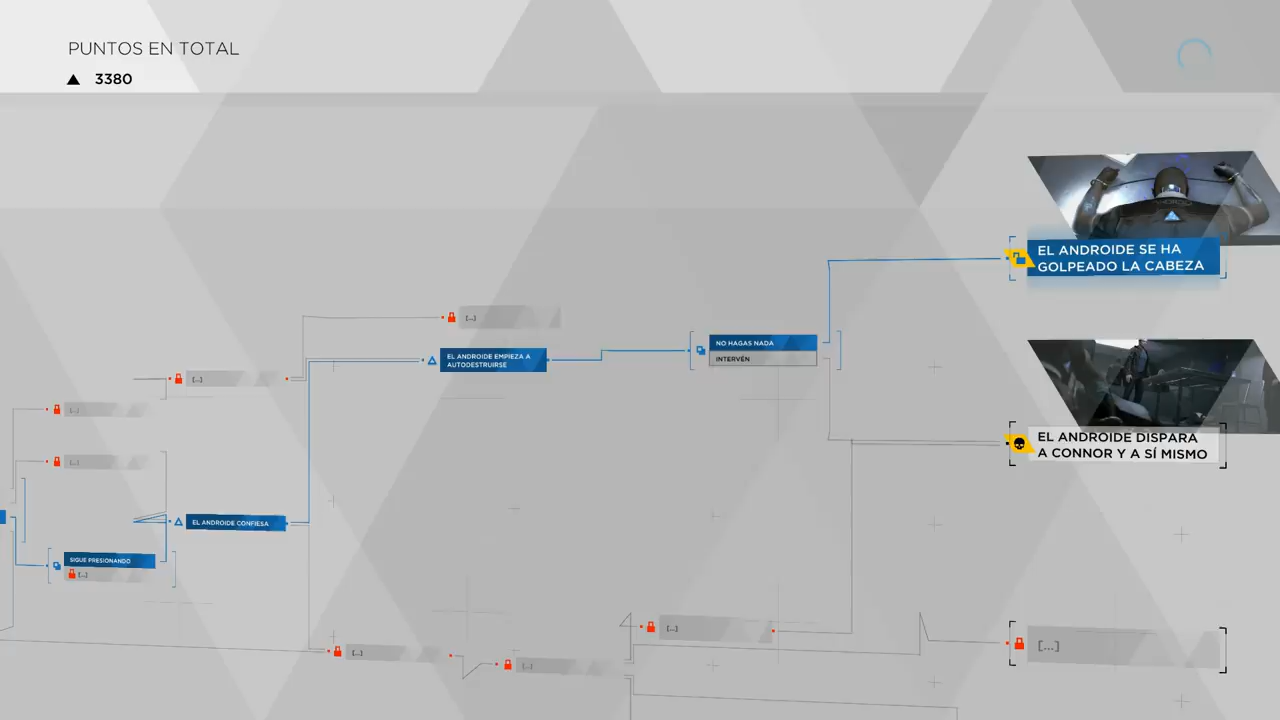 PUNTOS EN TOTAL
3380
EL ANDROIDE SE HA
GOLPEADO LA CABEZA
[...]
NO HAGAS NADA
INTERVÉN
EL ANDROIDE EMPIEZA A
AUTODESTRUIRSE
[...]
[...]
EL ANDROIDE DISPARA
A CONNOR Y A SÍ MISMO
[...]
EL ANDROIDE CONFIESA
SIGUE PRESIONANDO
[...]
[...]
[...]
[...]
[...]